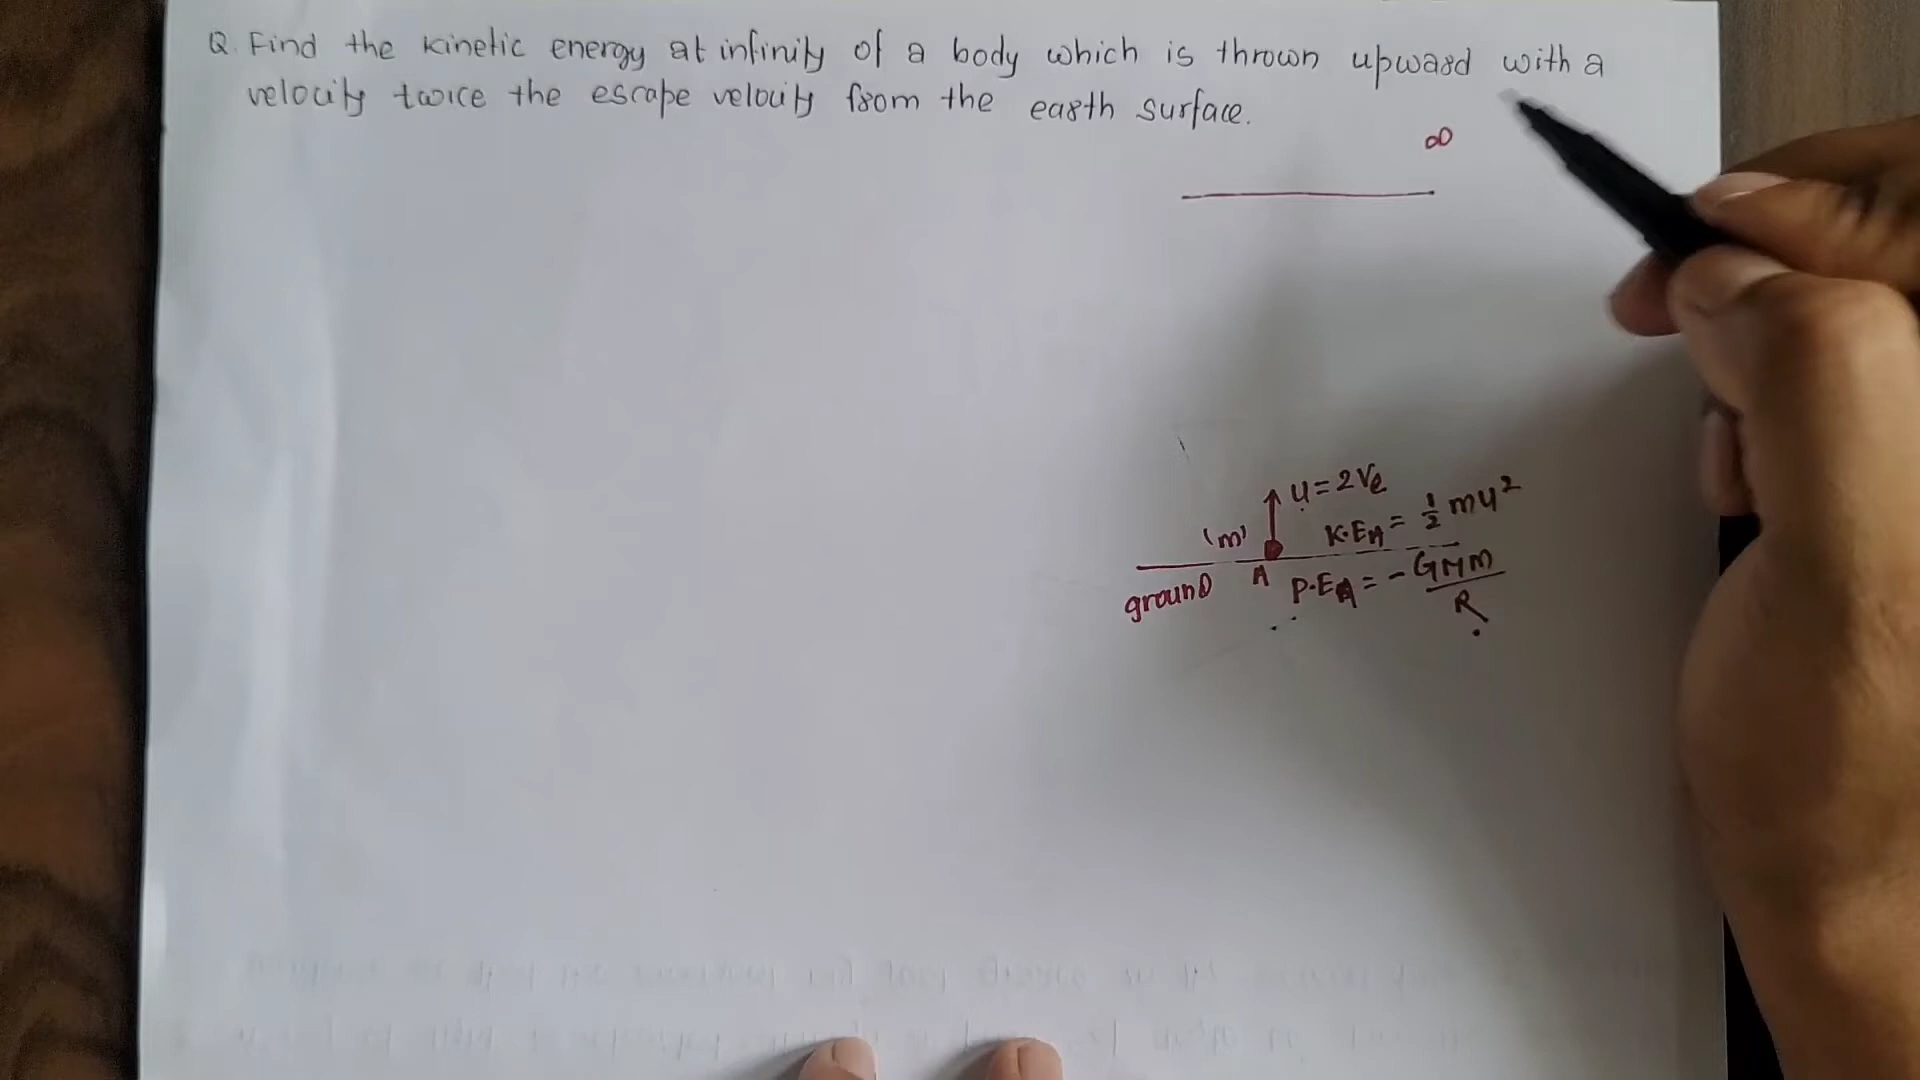 Q. Find the kinetic energy at infinity of a body which is thrown upward with a
velocity twice the escape velocity from the earth surface.
∞
u = 2Ve
'm'
K.EA = 1/2 mu²
ground
A
P.EA = - GMm/R